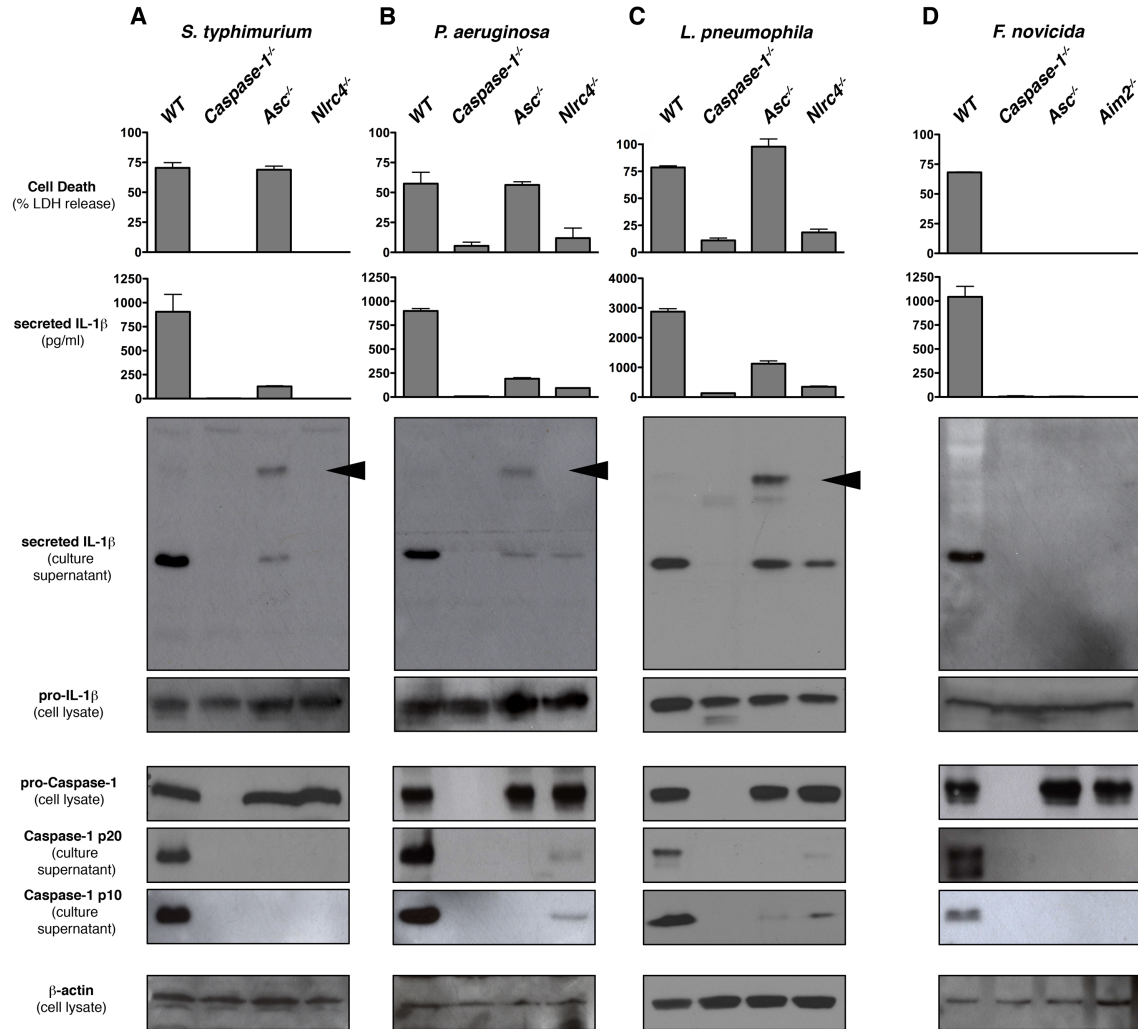 A
B
C
D
S. typhimurium
P. aeruginosa
L. pneumophila
F. novicida
WT
Caspase-1-/-
Asc-/-
Nlrc4-/-
WT
Caspase-1-/-
Asc-/-
Nlrc4-/-
WT
Caspase-1-/-
Asc-/-
Nlrc4-/-
WT
Caspase-1-/-
Asc-/-
Aim2-/-
Cell Death
(% LDH release)
100
75
50
25
0
100
75
50
25
0
100
75
50
25
0
100
75
50
25
0
secreted IL-1β
(pg/ml)
1250
1000
750
500
250
0
1250
1000
750
500
250
0
4000
3000
2000
1000
0
1250
1000
750
500
250
0
secreted IL-1β
(culture
supernatant)
pro-IL-1β
(cell lysate)
pro-Caspase-1
(cell lysate)
Caspase-1 p20
(culture
supernatant)
Caspase-1 p10
(culture
supernatant)
β-actin
(cell lysate)